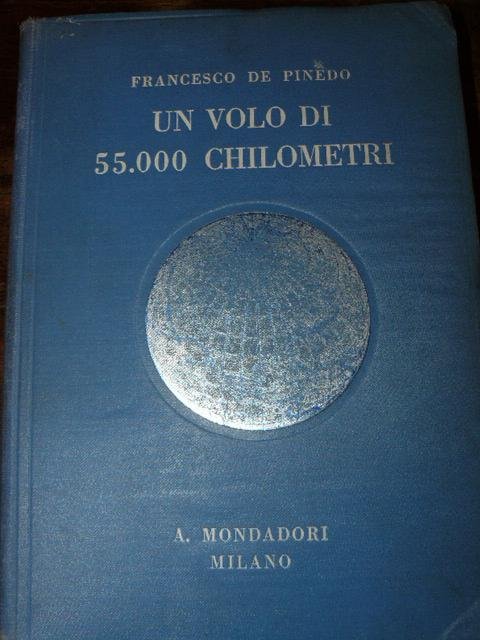 FRANCESCO DE PINEDO
UN VOLO DI
55.000 CHILOMETRI
A. MONDADORI
MILANO